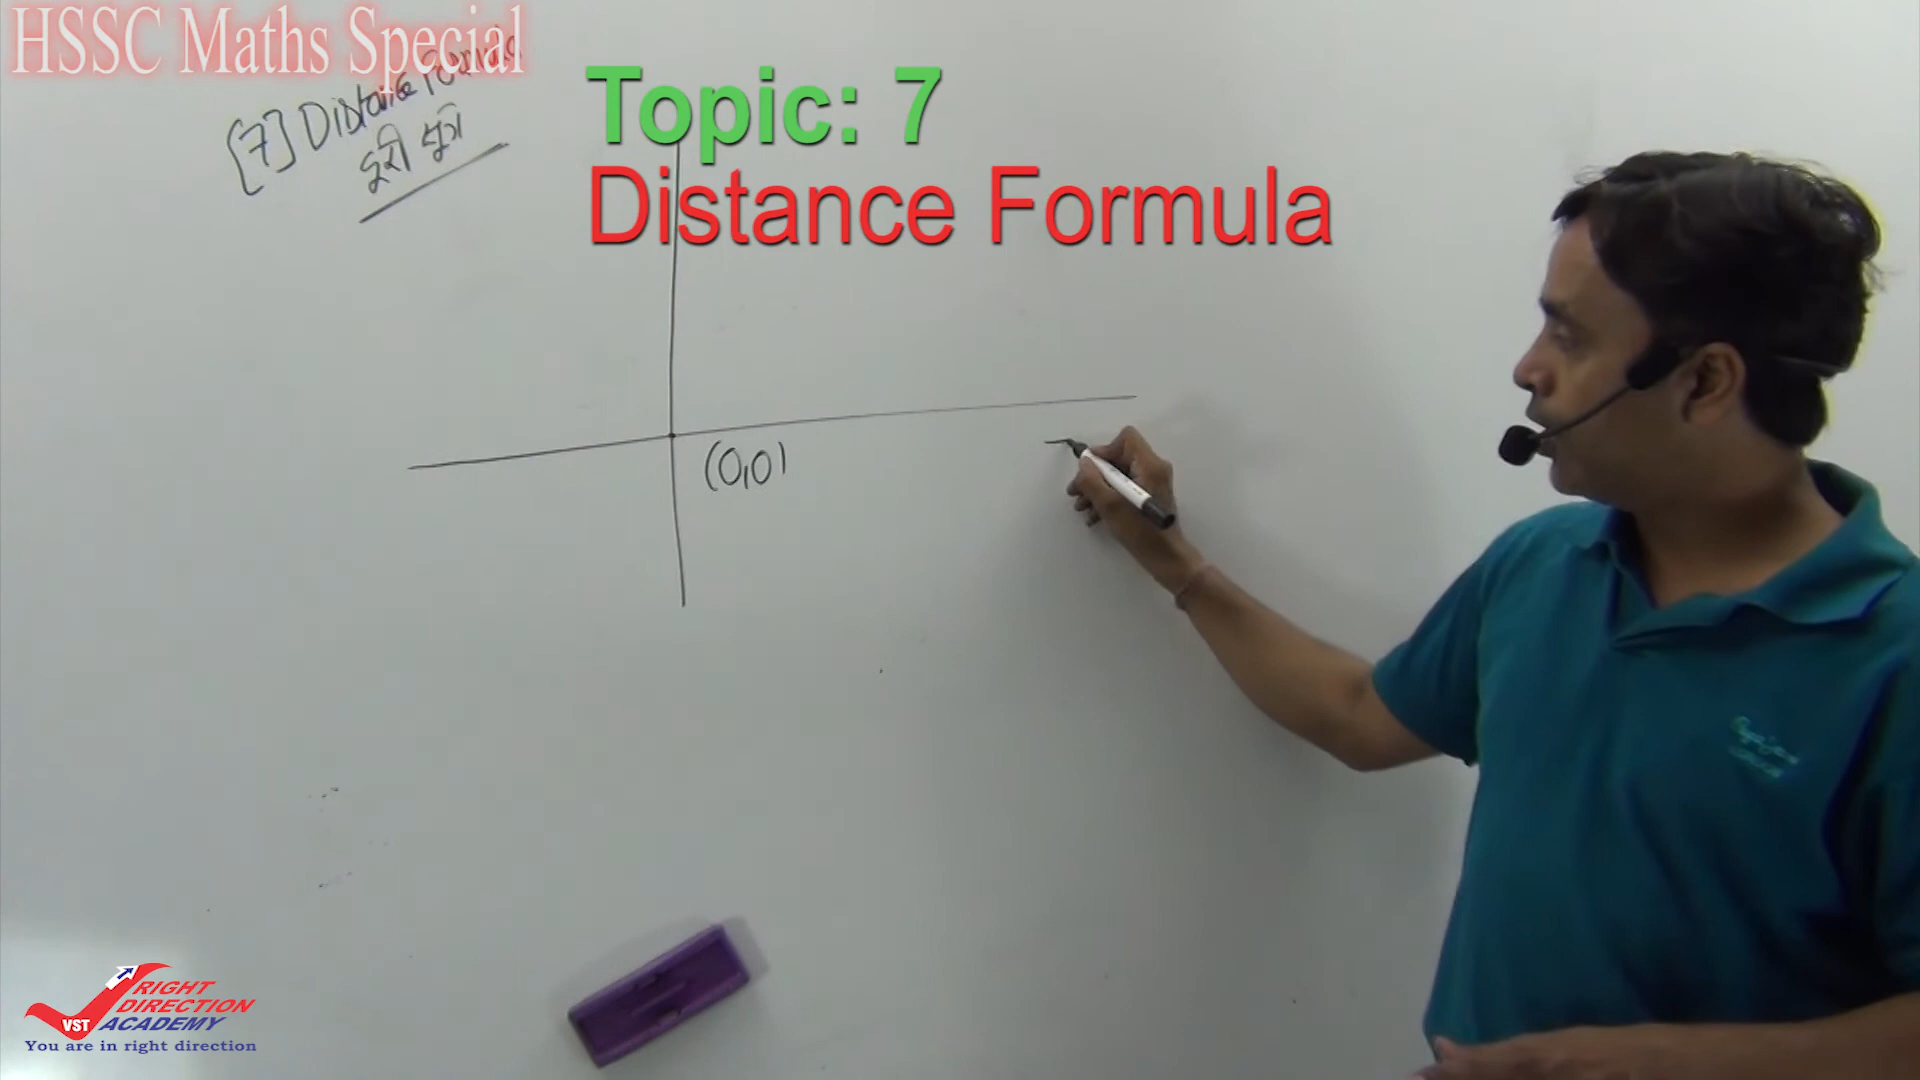 HSSC Maths Special
[7] Distance Formula
दूरी सूत्र
Topic: 7
Distance Formula
(0,0)
RIGHT
DIRECTION
VST ACADEMY
You are in right direction